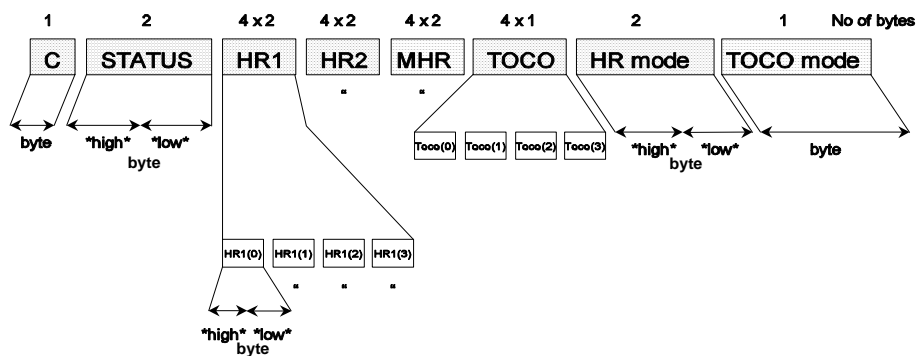 1 2 4 x 2 4 x 2 4 x 2 4 x 1 2 1 No of bytes
C STATUS HR1 HR2 MHR TOCO HR mode TOCO mode
“ “
byte *high* *low* byte
Toco(0) Toco(1) Toco(2) Toco(3)
*high* *low* byte
byte
HR1(0) HR1(1) HR1(2) HR1(3)
“ “ “
*high* *low*
byte